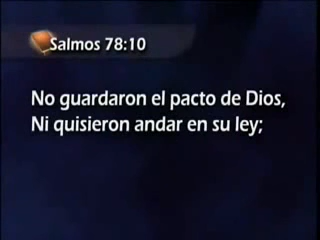 Salmos 78:10
No guardaron el pacto de Dios,
Ni quisieron andar en su ley;